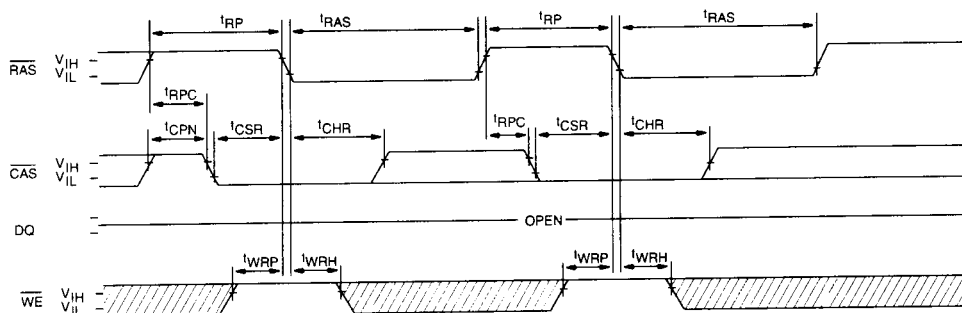 tRP tRAS tRP tRAS
RAS VIH
VIL
tRPC
tCPN tCSR tCHR tRPC tCSR tCHR
CAS VIH
VIL
DQ OPEN
tWRP tWRH tWRP tWRH
WE VIH
VIL